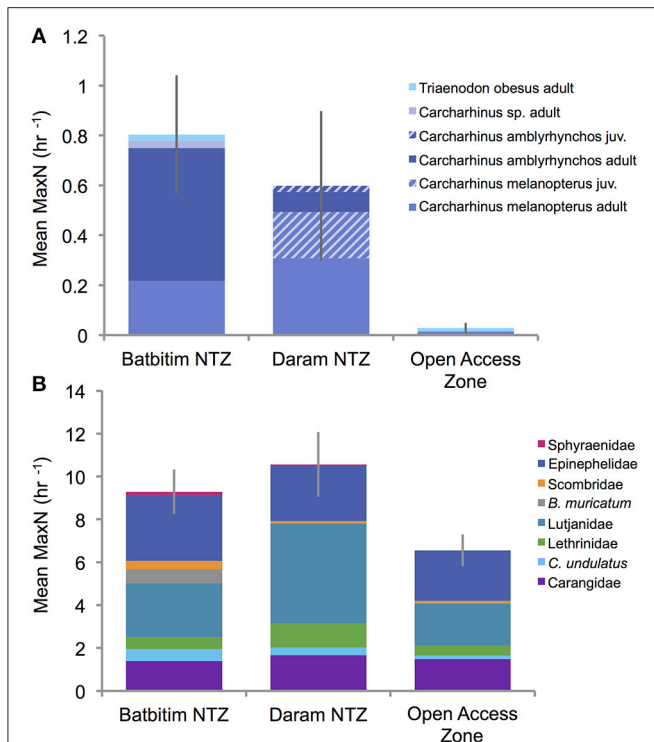 A
1.2
1
0.8
0.6
0.4
0.2
0
Mean MaxN (hr -1)
Triaenodon obesus adult
Carcharhinus sp. adult
Carcharhinus amblyrhynchos juv.
Carcharhinus amblyrhynchos adult
Carcharhinus melanopterus juv.
Carcharhinus melanopterus adult
Batbitim NTZ
Daram NTZ
Open Access
Zone
B
14
12
10
8
6
4
2
0
Mean MaxN (hr -1)
Sphyraenidae
Epinephelidae
Scombridae
B. muricatum
Lutjanidae
Lethrinidae
C. undulatus
Carangidae
Batbitim NTZ
Daram NTZ
Open Access
Zone